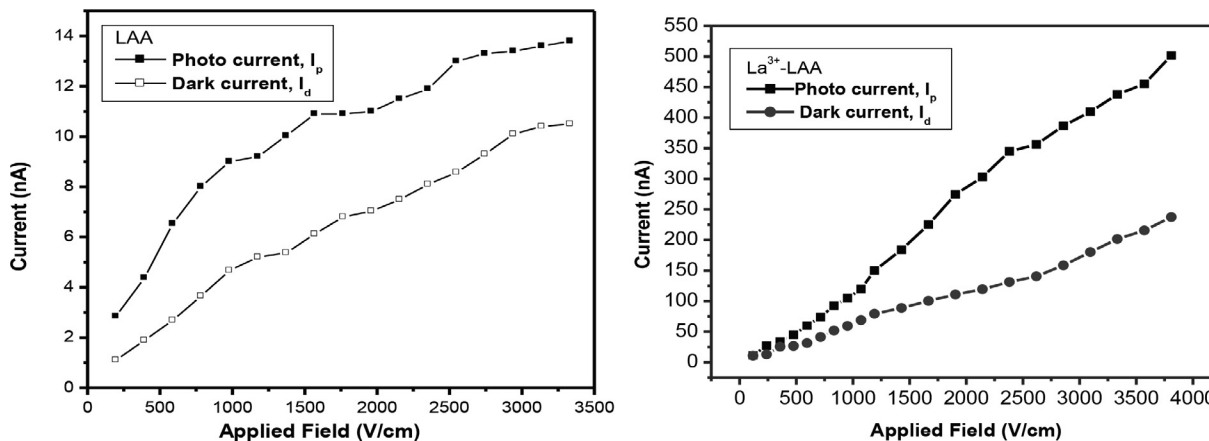 LAA
Photo current, Iₚ
Dark current, I_d
Current (nA)
14
12
10
8
6
4
2
0
0 500 1000 1500 2000 2500 3000 3500
Applied Field (V/cm)
La³⁺-LAA
Photo current, Iₚ
Dark current, I_d
Current (nA)
550
500
450
400
350
300
250
200
150
100
50
0
0 500 1000 1500 2000 2500 3000 3500 4000
Applied Field (V/cm)